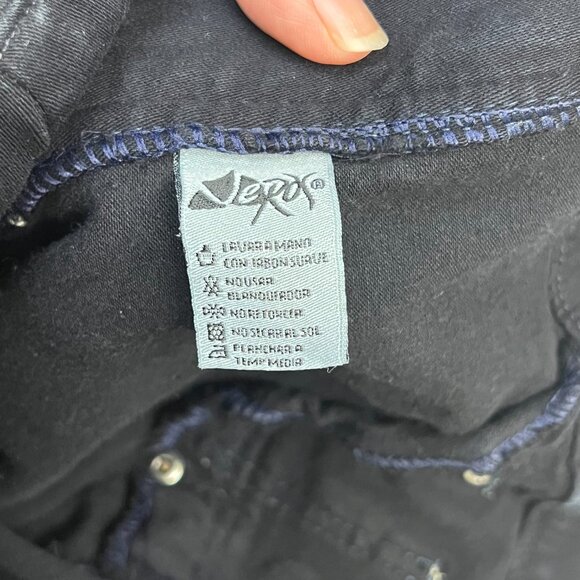 Verox®
LAVAR A MANO
CON JABON SUAVE
NO USAR
BLANQUEADOR
NO RETORCER
NO SECAR AL SOL
PLANCHAR A
TEMP MEDIA